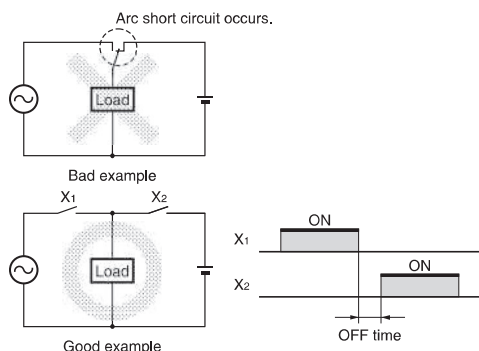 Arc short circuit occurs.
Load
Bad example
X1 X2
Load
Good example
X1 ON
X2 ON
OFF time